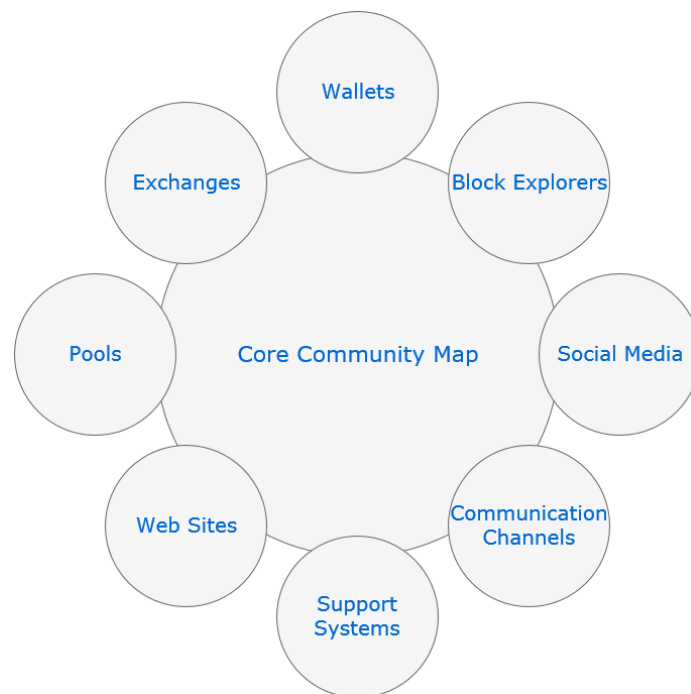 Wallets
Exchanges
Block Explorers
Pools
Core Community Map
Social Media
Web Sites
Communication
Channels
Support
Systems